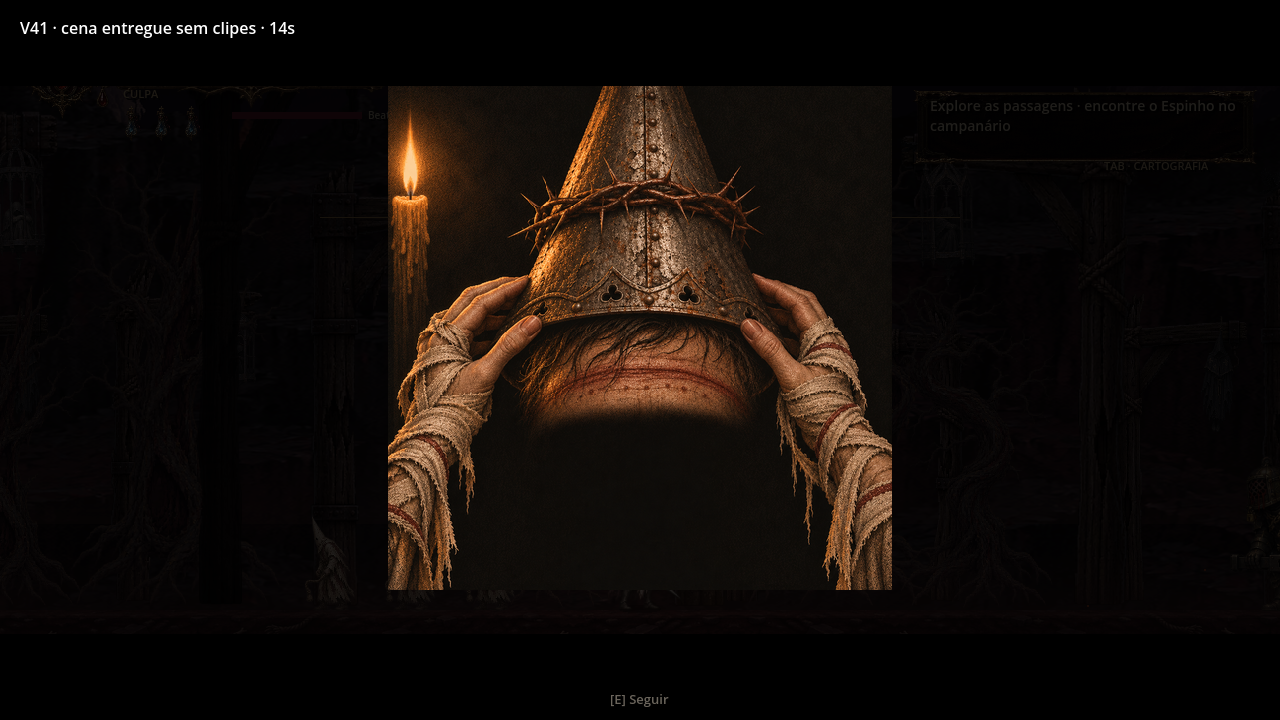 V41 · cena entregue sem clipes · 14s
CULPA
Explore as passagens · encontre o Espinho no
campanário
TAB · CARTOGRAFIA
[E] Seguir